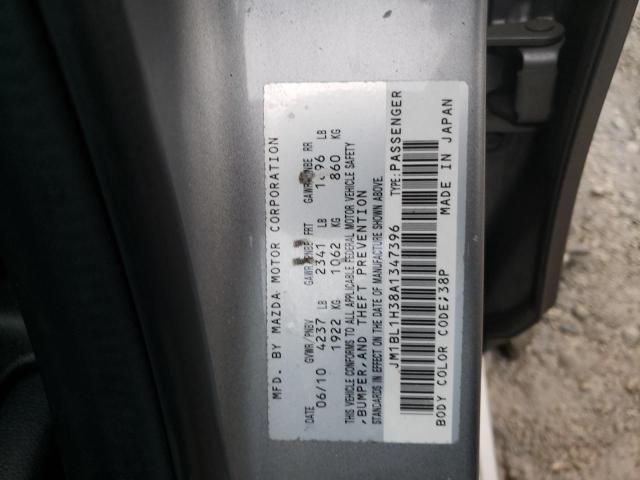 MFD. BY MAZDA MOTOR CORPORATION
DATE GVWR/PNBV GAWR/PNBE FRT GAWR/PNBE RR
06/10 4237 LB 2341 LB LB
1922 KG 1062 KG 860 KG
THIS VEHICLE CONFORMS TO ALL APPLICABLE FEDERAL MOTOR VEHICLE SAFETY
,BUMPER,AND THEFT PREVENTION
STANDARDS IN EFFECT ON THE DATE OF MANUFACTURE SHOWN ABOVE.
JM1BL1H38A1347396 TYPE:PASSENGER
BODY COLOR CODE;38P MADE IN JAPAN